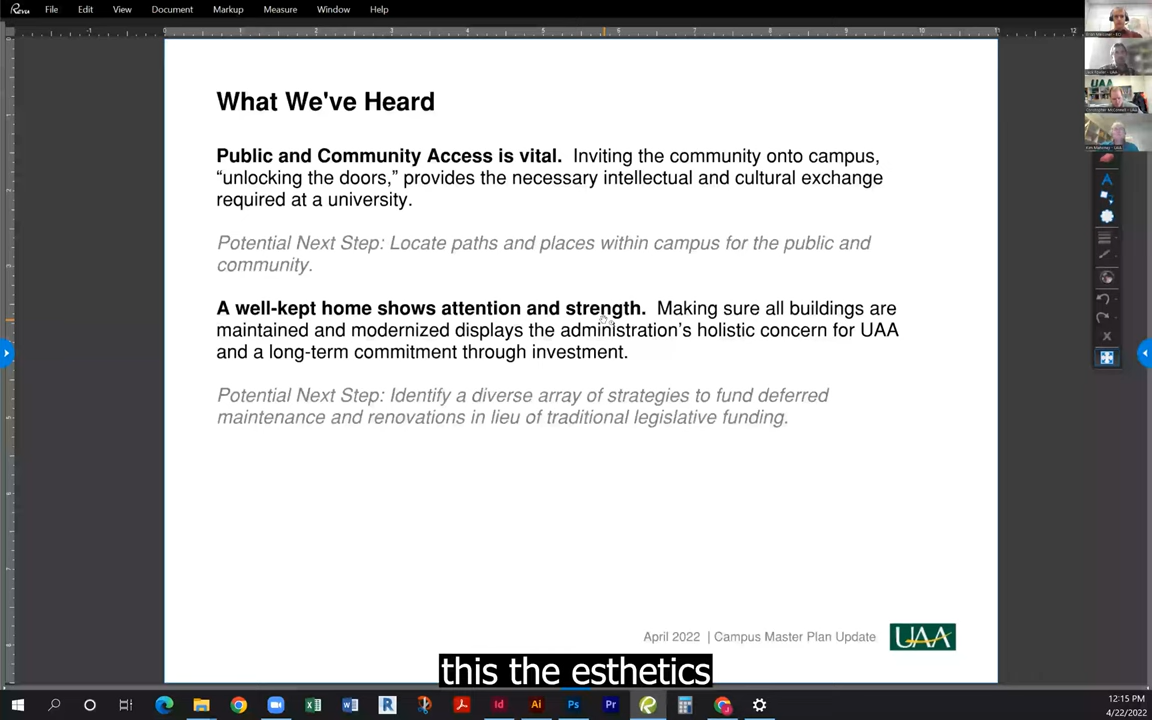 Revu File Edit View Document Markup Measure Window Help
What We've Heard
Public and Community Access is vital. Inviting the community onto campus,
“unlocking the doors,” provides the necessary intellectual and cultural exchange
required at a university.
Potential Next Step: Locate paths and places within campus for the public and
community.
A well-kept home shows attention and strength. Making sure all buildings are
maintained and modernized displays the administration’s holistic concern for UAA
and a long-term commitment through investment.
Potential Next Step: Identify a diverse array of strategies to fund deferred
maintenance and renovations in lieu of traditional legislative funding.
April 2022 | Campus Master Plan Update UAA
this the esthetics
12:15 PM
4/22/2022